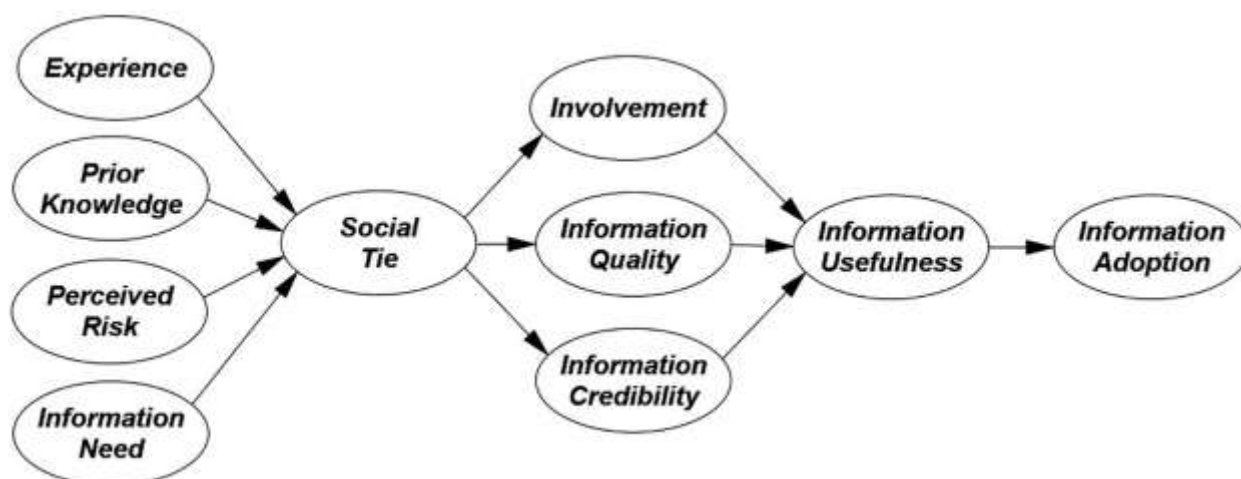 Experience
Prior
Knowledge
Perceived
Risk
Information
Need
Social
Tie
Involvement
Information
Quality
Information
Credibility
Information
Usefulness
Information
Adoption